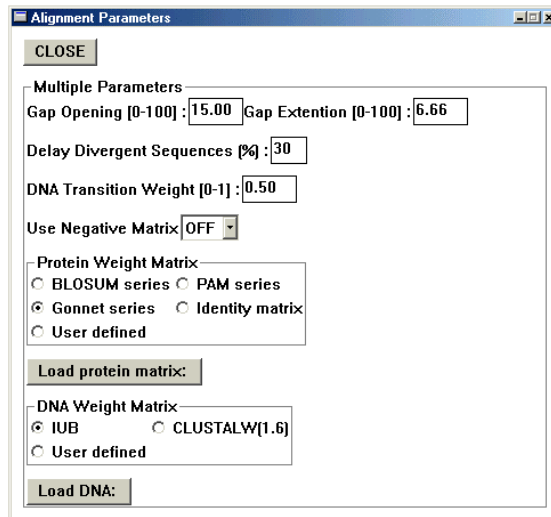 Alignment Parameters
CLOSE
Multiple Parameters
Gap Opening [0-100] : 15.00 Gap Extention [0-100] : 6.66
Delay Divergent Sequences (%) : 30
DNA Transition Weight [0-1] : 0.50
Use Negative Matrix OFF
Protein Weight Matrix
BLOSUM series PAM series
Gonnet series Identity matrix
User defined
Load protein matrix:
DNA Weight Matrix
IUB CLUSTALW(1.6)
User defined
Load DNA: